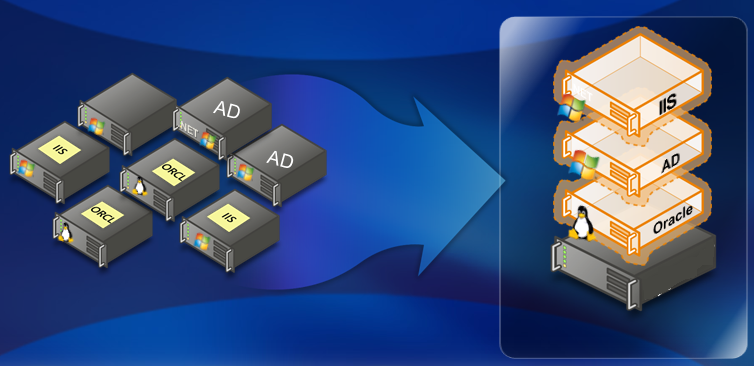 AD
.NET
IIS
ORCL
AD
ORCL
IIS
IIS
AD
Oracle